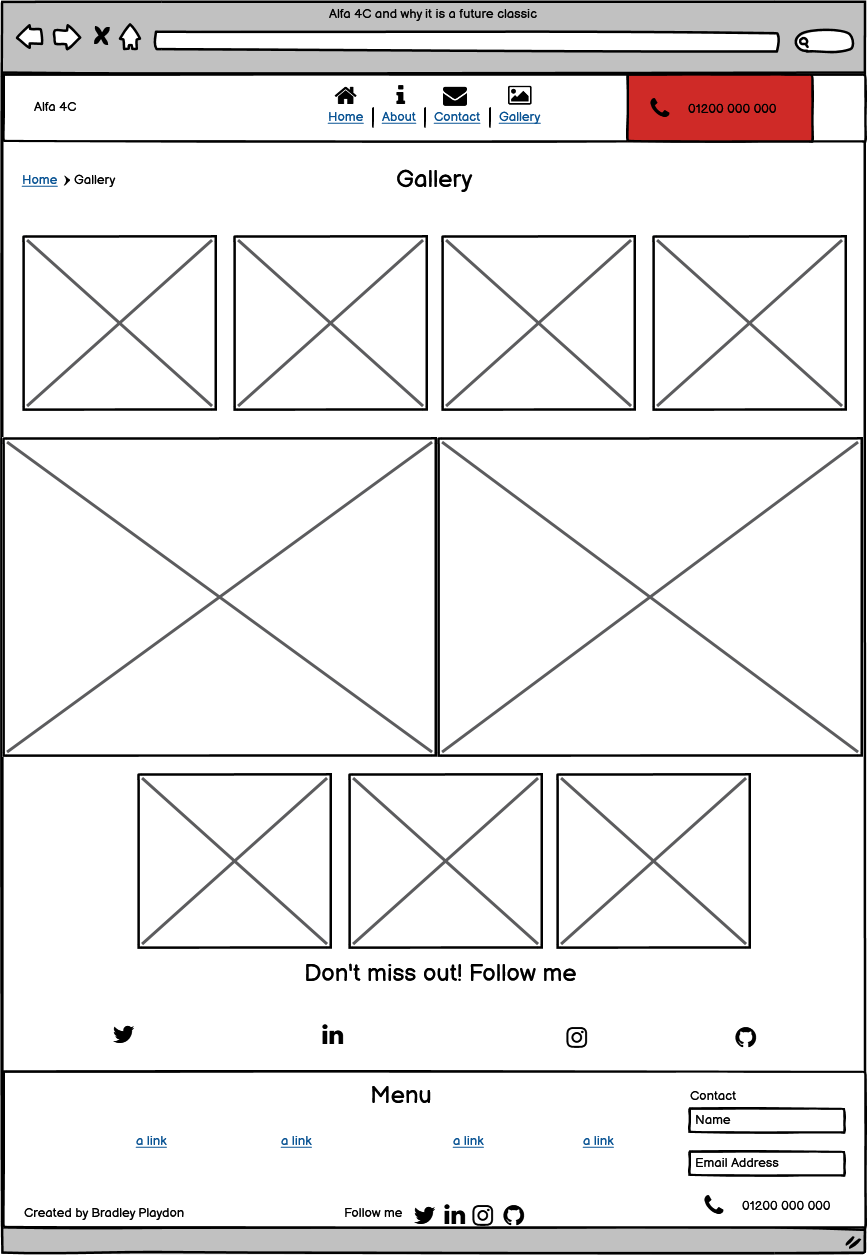 Alfa 4C and why it is a future classic
Alfa 4C
Home | About | Contact | Gallery
01200 000 000
Home > Gallery
Gallery
Don't miss out! Follow me
Menu
a link a link a link a link
Contact
Name
Email Address
01200 000 000
Created by Bradley Playdon
Follow me